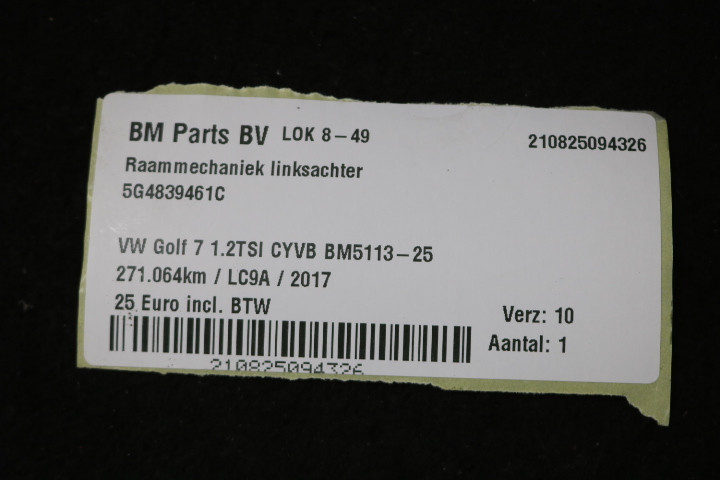 BM Parts BV LOK 8-49 210825094326
Raammechaniek linksachter
5G4839461C
VW Golf 7 1.2TSI CYVB BM5113-25
271.064km / LC9A / 2017
25 Euro incl. BTW
Verz: 10
Aantal: 1
210825094326